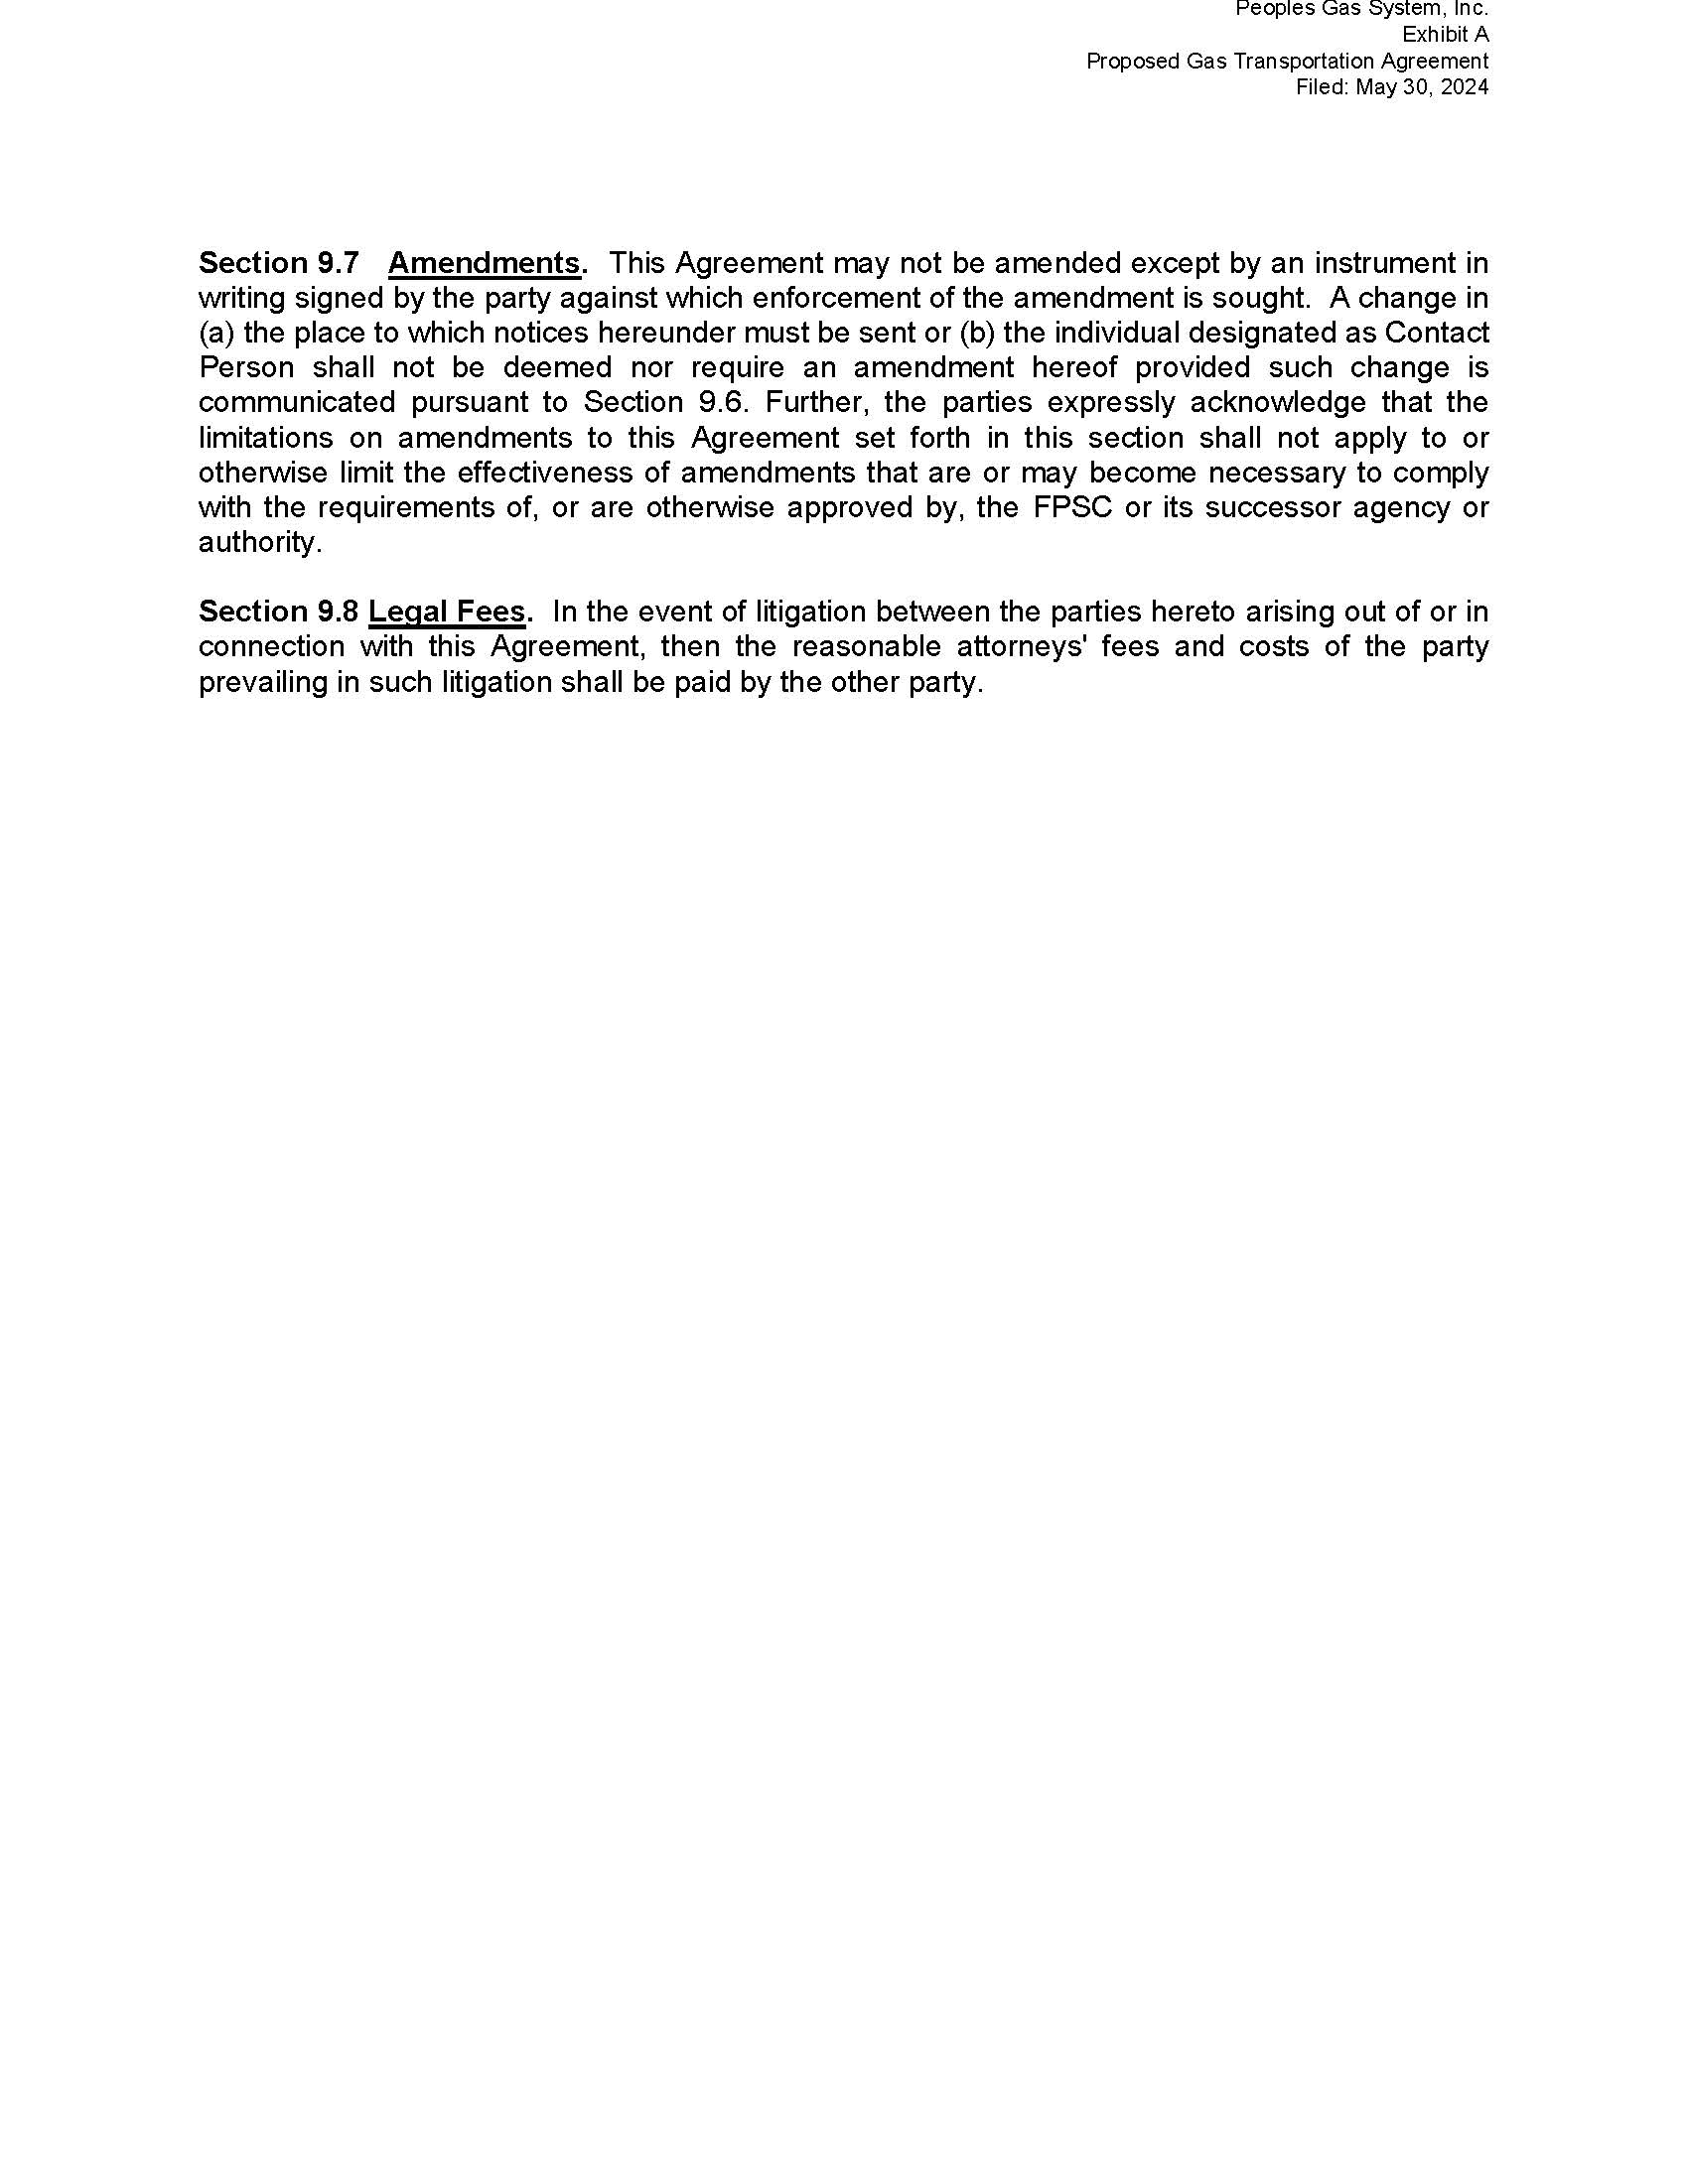 Peoples Gas System, Inc.
Exhibit A
Proposed Gas Transportation Agreement
Filed: May 30, 2024
Section 9.7 Amendments. This Agreement may not be amended except by an instrument in
writing signed by the party against which enforcement of the amendment is sought. A change in
(a) the place to which notices hereunder must be sent or (b) the individual designated as Contact
Person shall not be deemed nor require an amendment hereof provided such change is
communicated pursuant to Section 9.6. Further, the parties expressly acknowledge that the
limitations on amendments to this Agreement set forth in this section shall not apply to or
otherwise limit the effectiveness of amendments that are or may become necessary to comply
with the requirements of, or are otherwise approved by, the FPSC or its successor agency or
authority.
Section 9.8 Legal Fees. In the event of litigation between the parties hereto arising out of or in
connection with this Agreement, then the reasonable attorneys' fees and costs of the party
prevailing in such litigation shall be paid by the other party.